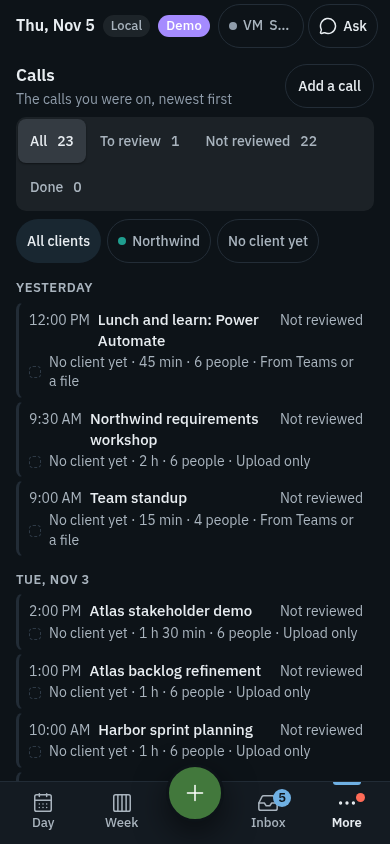 Thu, Nov 5 Local Demo VM S... Ask
Calls
The calls you were on, newest first
Add a call
All 23 To review 1 Not reviewed 22
Done 0
All clients Northwind No client yet
YESTERDAY
12:00 PM Lunch and learn: Power Automate Not reviewed
No client yet · 45 min · 6 people · From Teams or
a file
9:30 AM Northwind requirements workshop Not reviewed
No client yet · 2 h · 6 people · Upload only
9:00 AM Team standup Not reviewed
No client yet · 15 min · 4 people · From Teams or
a file
TUE, NOV 3
2:00 PM Atlas stakeholder demo Not reviewed
No client yet · 1 h 30 min · 6 people · Upload only
1:00 PM Atlas backlog refinement Not reviewed
No client yet · 1 h · 6 people · Upload only
10:00 AM Harbor sprint planning Not reviewed
No client yet · 1 h · 6 people · Upload only
Day Week Inbox 5 More